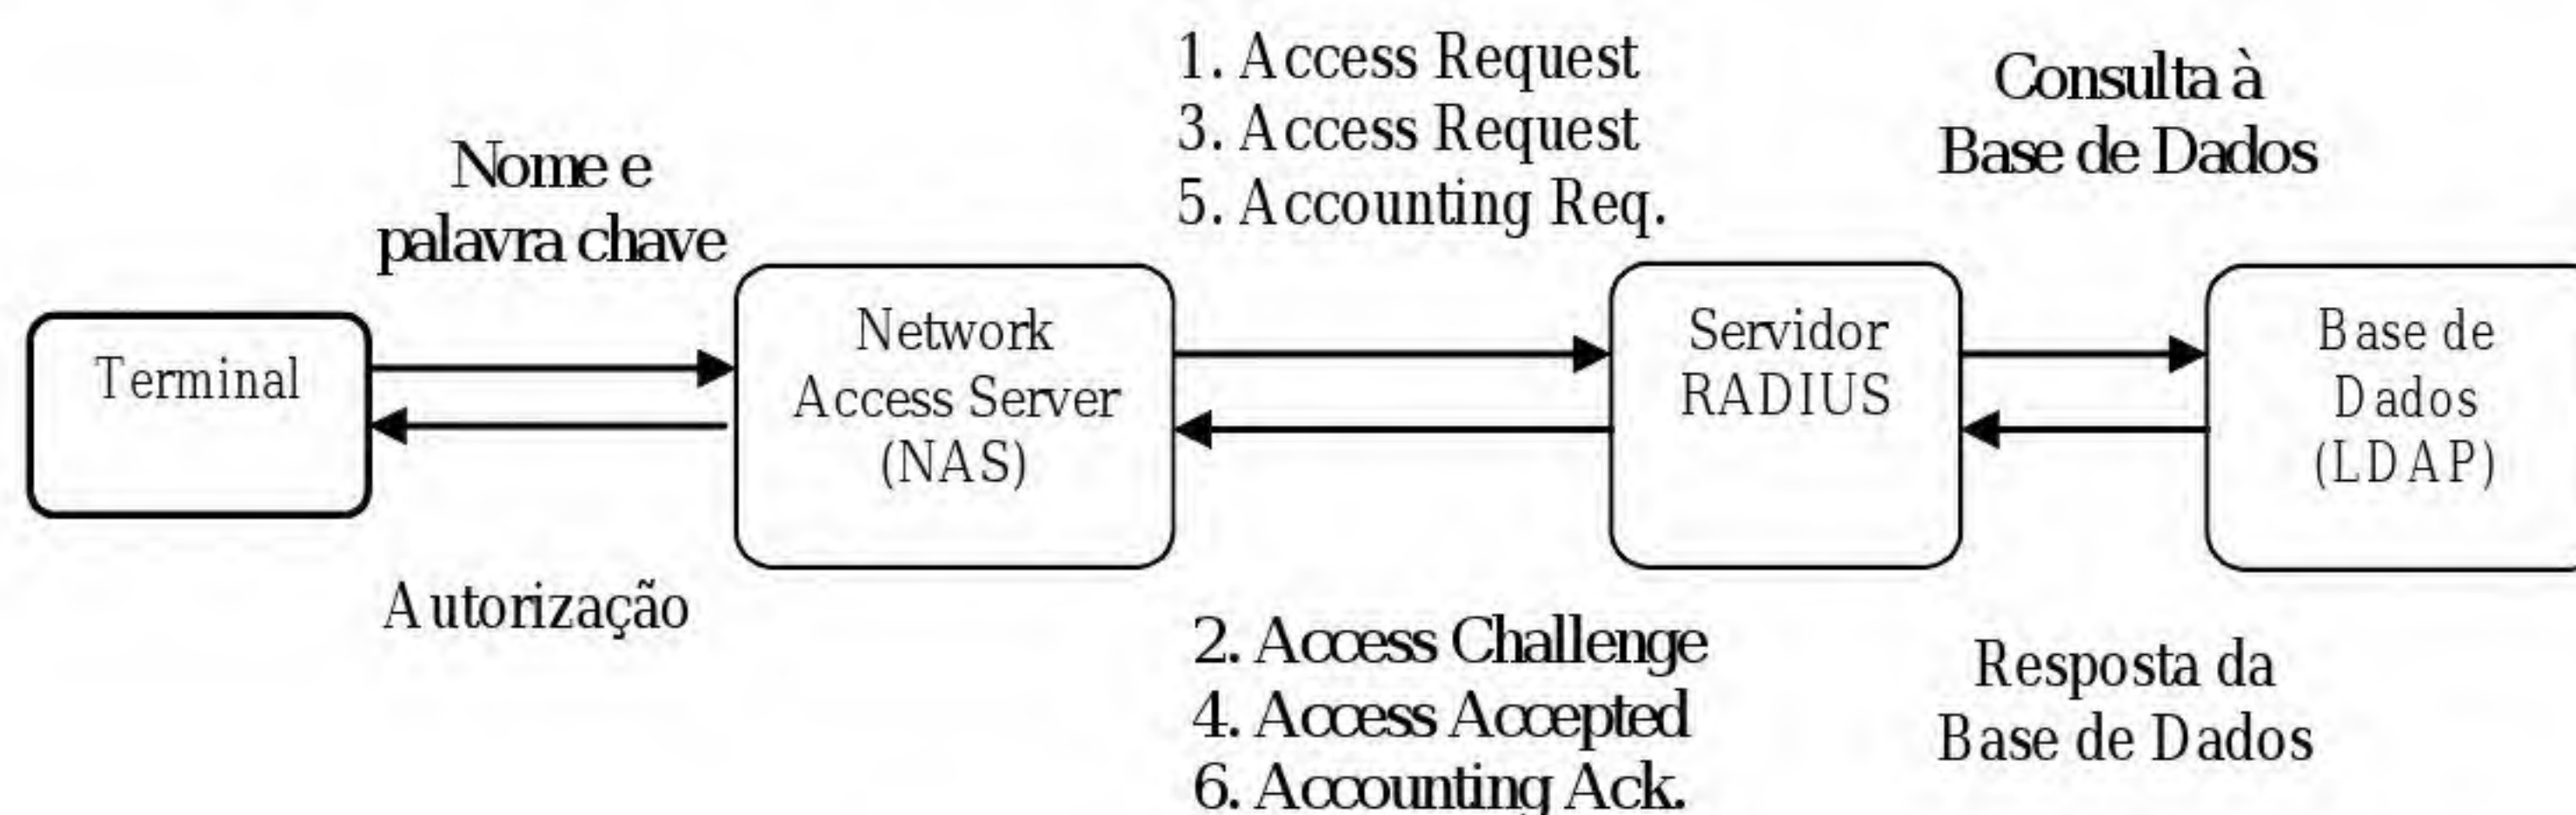 1. Access Request
3. Access Request
5. Accounting Req.
Consulta à
Base de Dados
Nome e
palavra chave
Terminal
Network
Access Server
(NAS)
Servidor
RADIUS
Base de
Dados
(LDAP)
Autorização
2. Access Challenge
4. Access Accepted
6. Accounting Ack.
Resposta da
Base de Dados